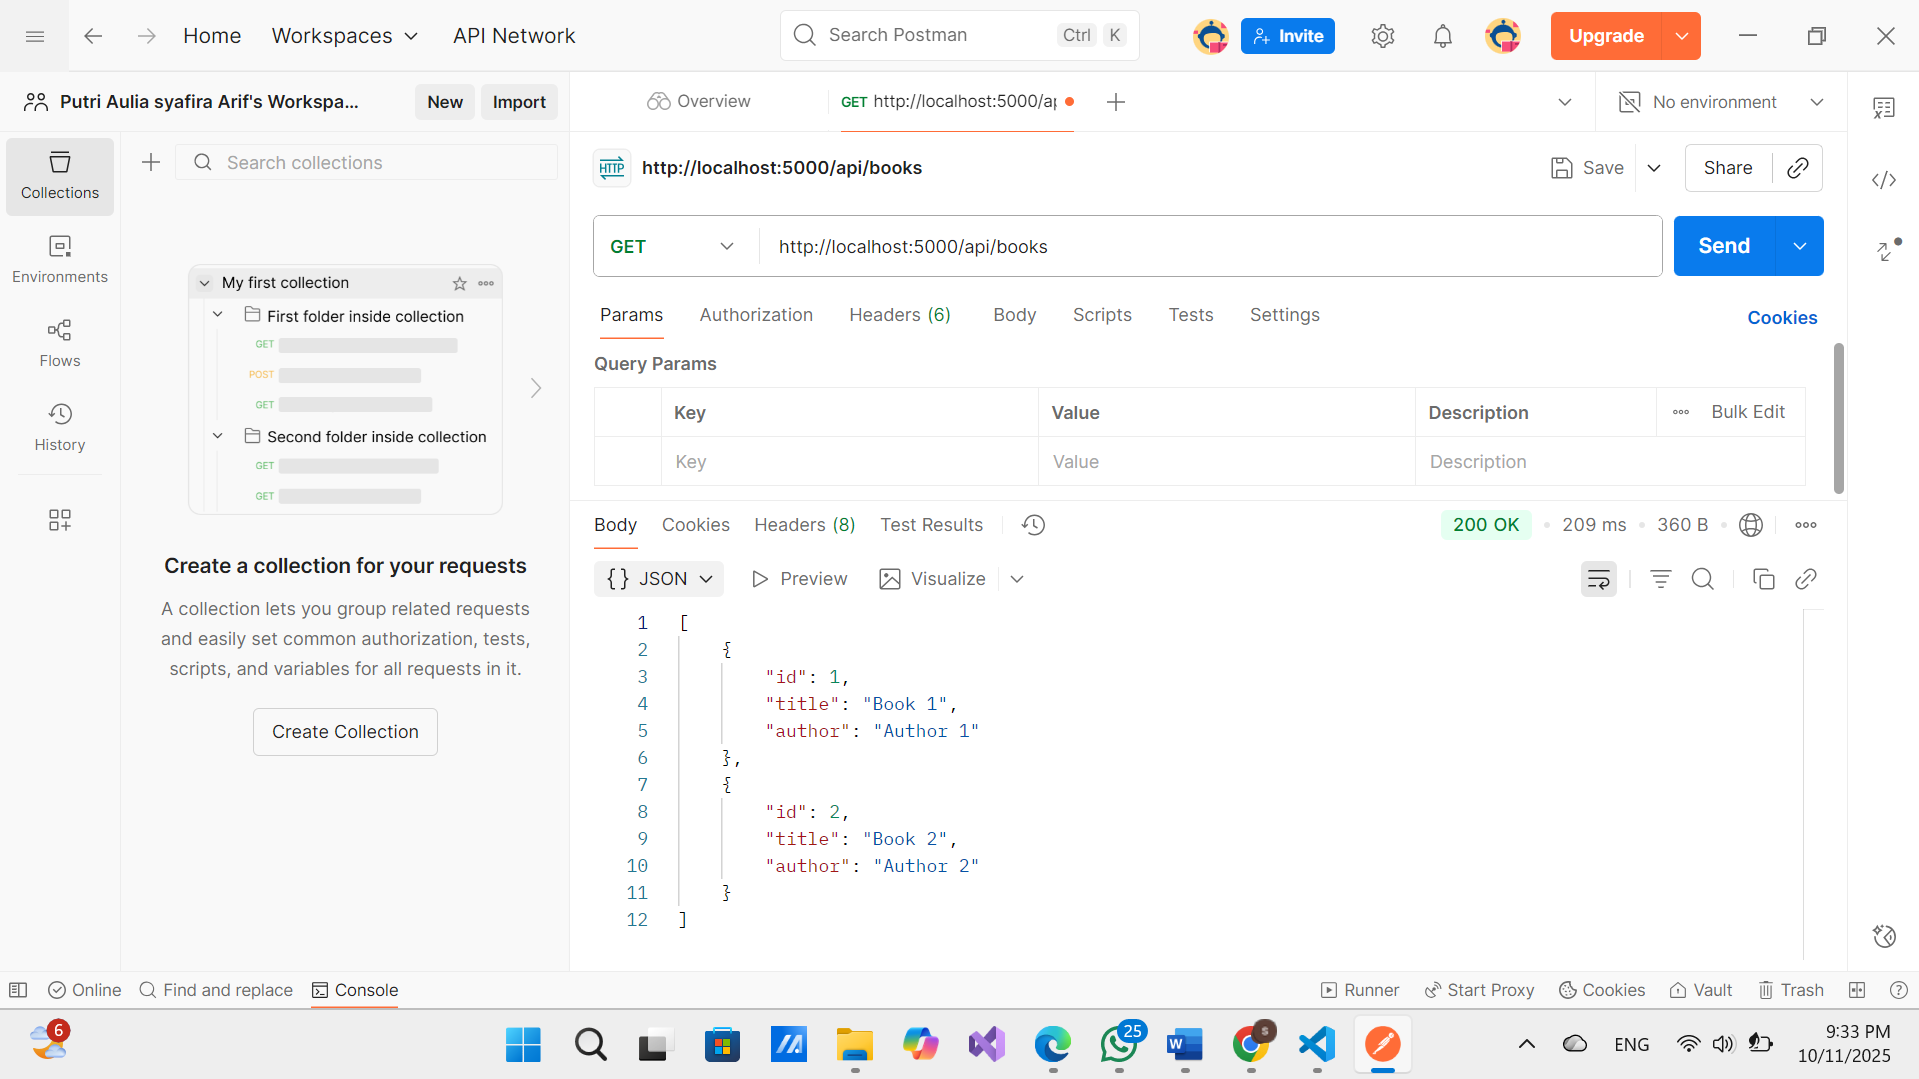 Home
Workspaces
API Network
Search Postman
Ctrl
K
Invite
Upgrade
Putri Aulia syafira Arif's Workspa...
New
Import
Overview
GET http://localhost:5000/ap
No environment
Collections
Search collections
http://localhost:5000/api/books
Save
Share
Environments
GET
http://localhost:5000/api/books
Send
My first collection
First folder inside collection
GET
POST
GET
Second folder inside collection
GET
GET
Params
Authorization
Headers (6)
Body
Scripts
Tests
Settings
Cookies
Flows
Query Params
Key
Value
Description
Bulk Edit
Key
Value
Description
History
Create a collection for your requests
A collection lets you group related requests
and easily set common authorization, tests,
scripts, and variables for all requests in it.
Create Collection
Body
Cookies
Headers (8)
Test Results
200 OK
209 ms
360 B
{} JSON
Preview
Visualize
1 [
2 {
3 "id": 1,
4 "title": "Book 1",
5 "author": "Author 1"
6 },
7 {
8 "id": 2,
9 "title": "Book 2",
10 "author": "Author 2"
11 }
12 ]
Online
Find and replace
Console
Runner
Start Proxy
Cookies
Vault
Trash
6
25
S
ENG
9:33 PM
10/11/2025